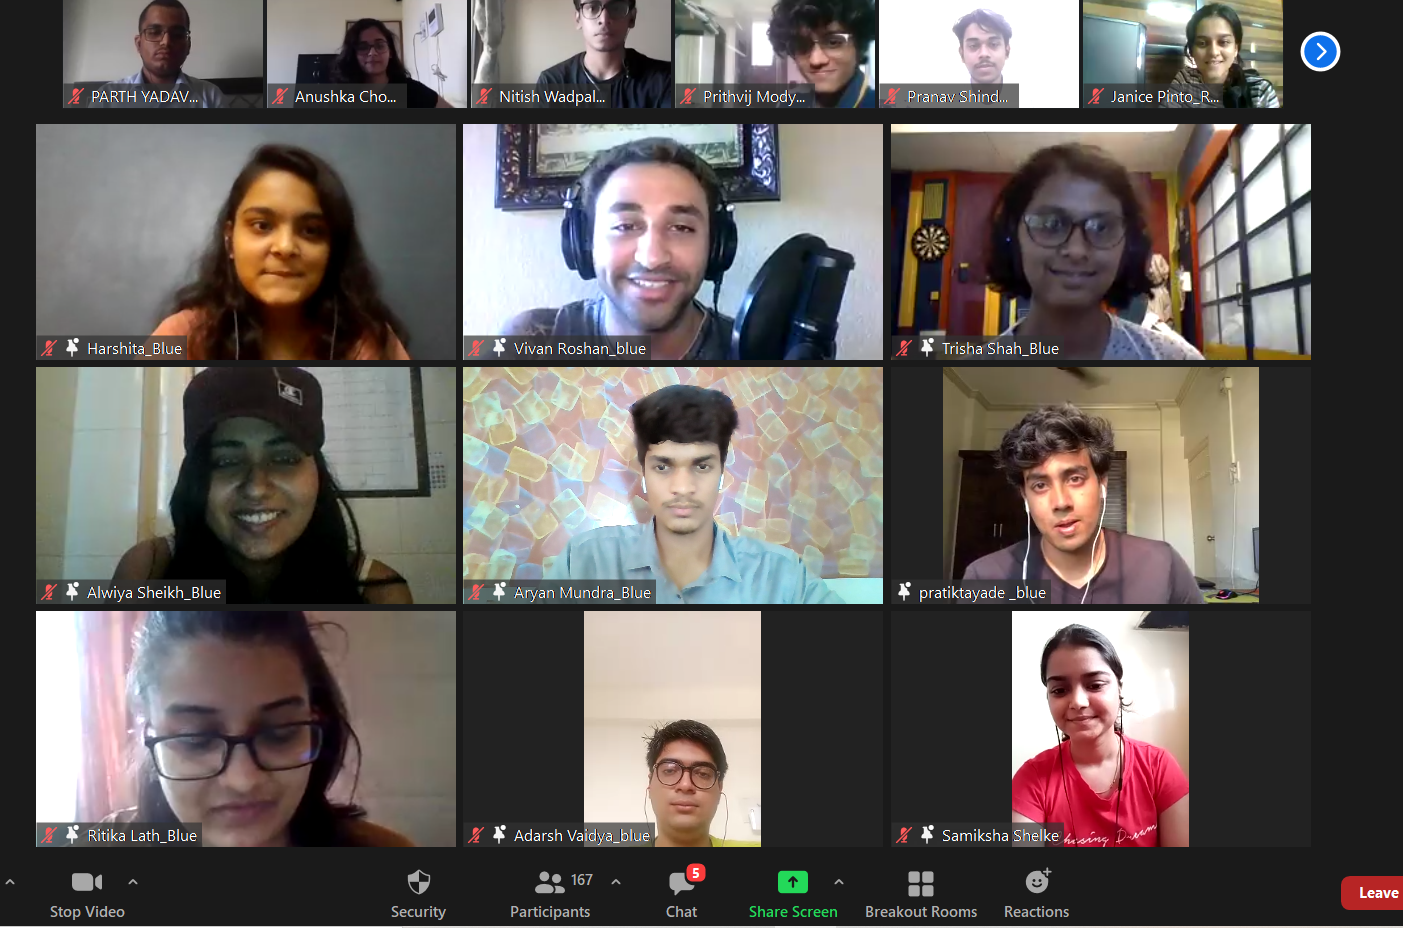 PARTH YADAV...
Anushka Cho...
Nitish Wadpal...
Prithvij Mody...
Pranav Shind...
Janice Pinto_R...
Harshita_Blue
Vivan Roshan_blue
Trisha Shah_Blue
Alwiya Sheikh_Blue
Aryan Mundra_Blue
pratiktayade _blue
Ritika Lath_Blue
Adarsh Vaidya_blue
Samiksha Shelke
Dream
Stop Video
Security
167
Participants
5
Chat
Share Screen
Breakout Rooms
Reactions
Leave